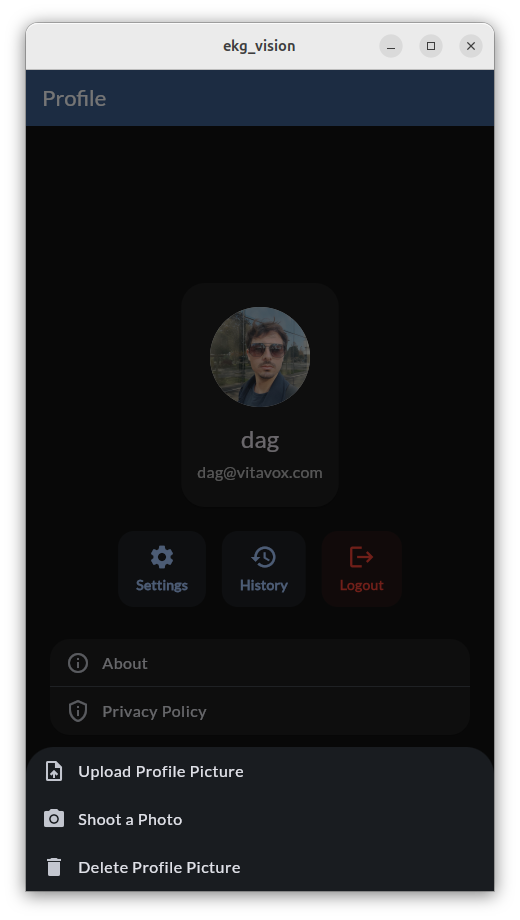 ekg_vision
Profile
dag
dag@vitavox.com
Settings
History
Logout
About
Privacy Policy
Upload Profile Picture
Shoot a Photo
Delete Profile Picture